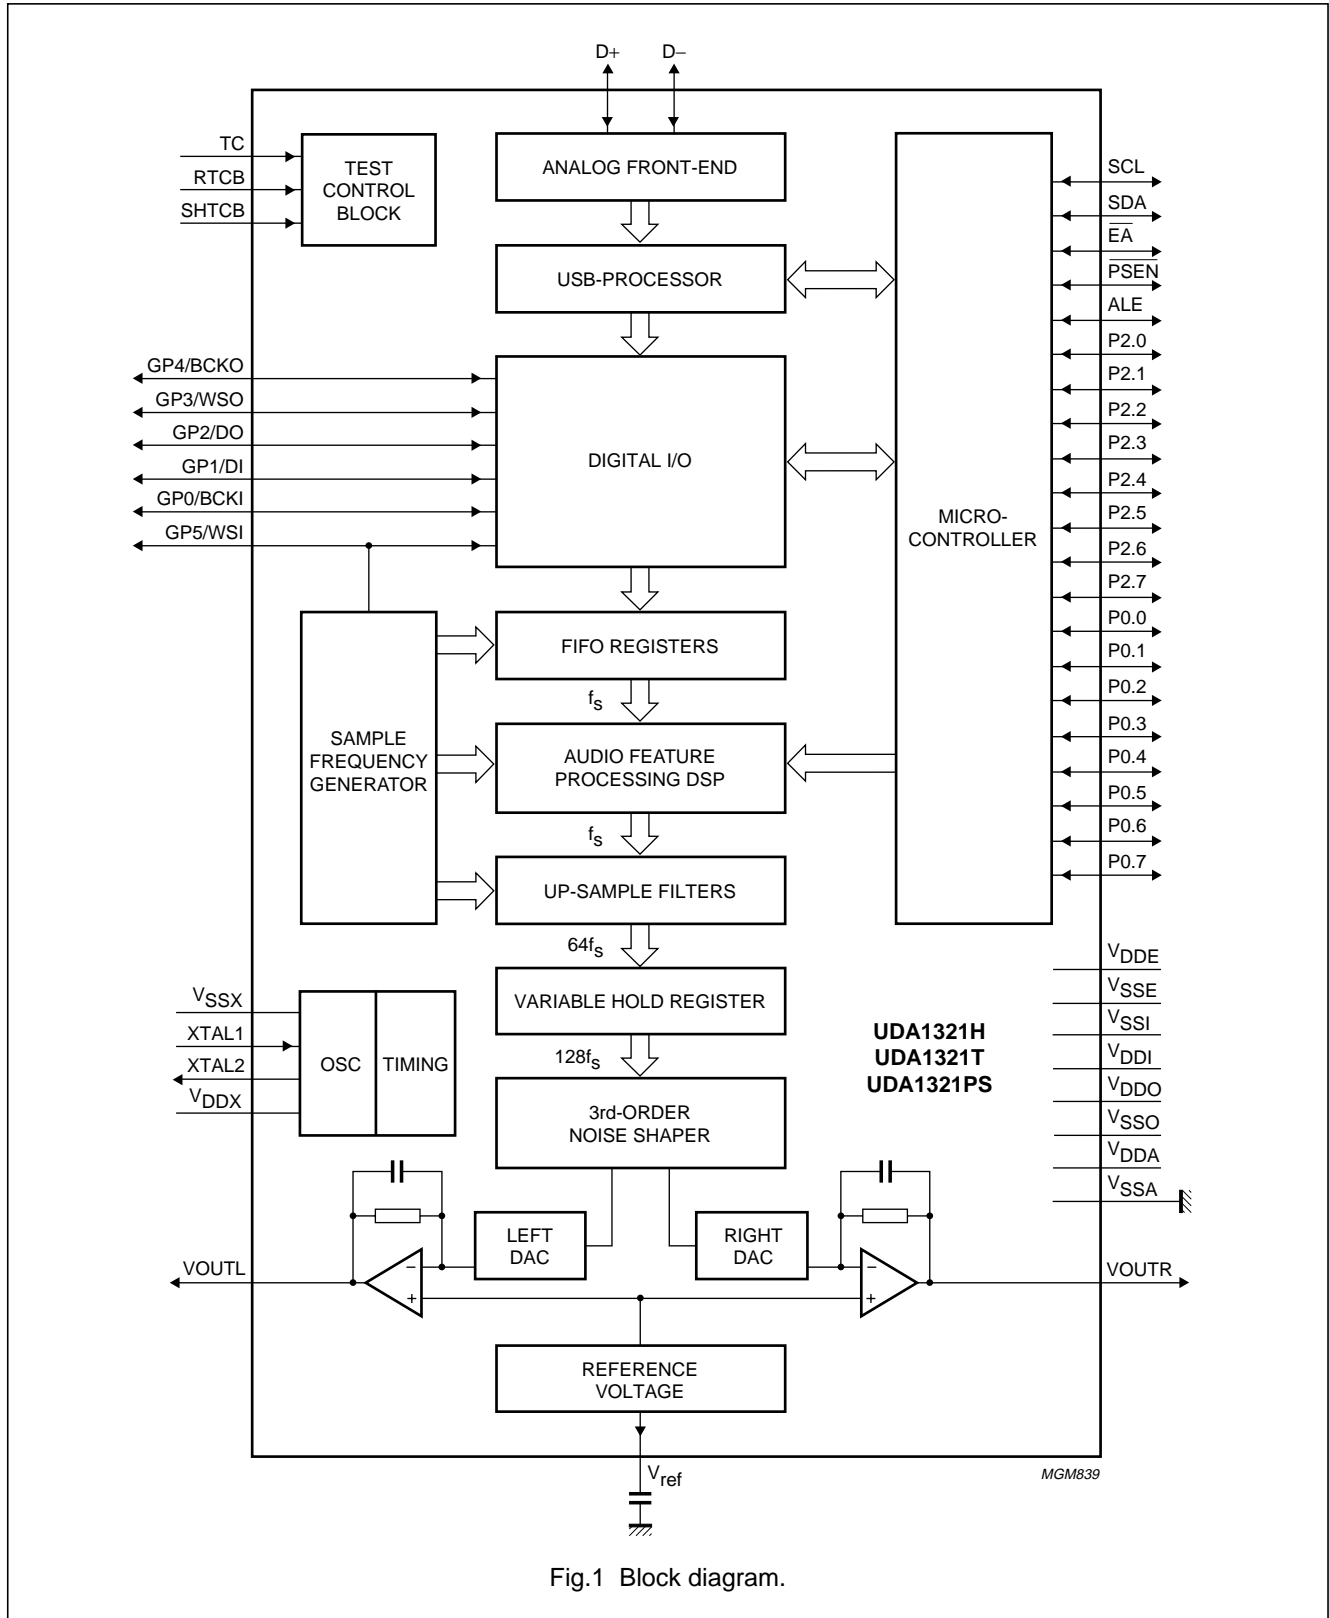 D+
D−
TC
RTCB
SHTCB
TEST
CONTROL
BLOCK
ANALOG FRONT-END
USB-PROCESSOR
GP4/BCKO
GP3/WSO
GP2/DO
GP1/DI
GP0/BCKI
GP5/WSI
DIGITAL I/O
MICRO-
CONTROLLER
SCL
SDA
EA
PSEN
ALE
P2.0
P2.1
P2.2
P2.3
P2.4
P2.5
P2.6
P2.7
P0.0
P0.1
P0.2
P0.3
P0.4
P0.5
P0.6
P0.7
SAMPLE
FREQUENCY
GENERATOR
FIFO REGISTERS
fs
AUDIO FEATURE
PROCESSING DSP
fs
UP-SAMPLE FILTERS
64fs
VARIABLE HOLD REGISTER
128fs
3rd-ORDER
NOISE SHAPER
VSSX
XTAL1
XTAL2
VDDX
OSC
TIMING
UDA1321H
UDA1321T
UDA1321PS
VDDE
VSSE
VSSI
VDDI
VDDO
VSSO
VDDA
VSSA
LEFT
DAC
RIGHT
DAC
−
+
−
+
VOUTL
VOUTR
REFERENCE
VOLTAGE
Vref
MGM839
Fig.1 Block diagram.